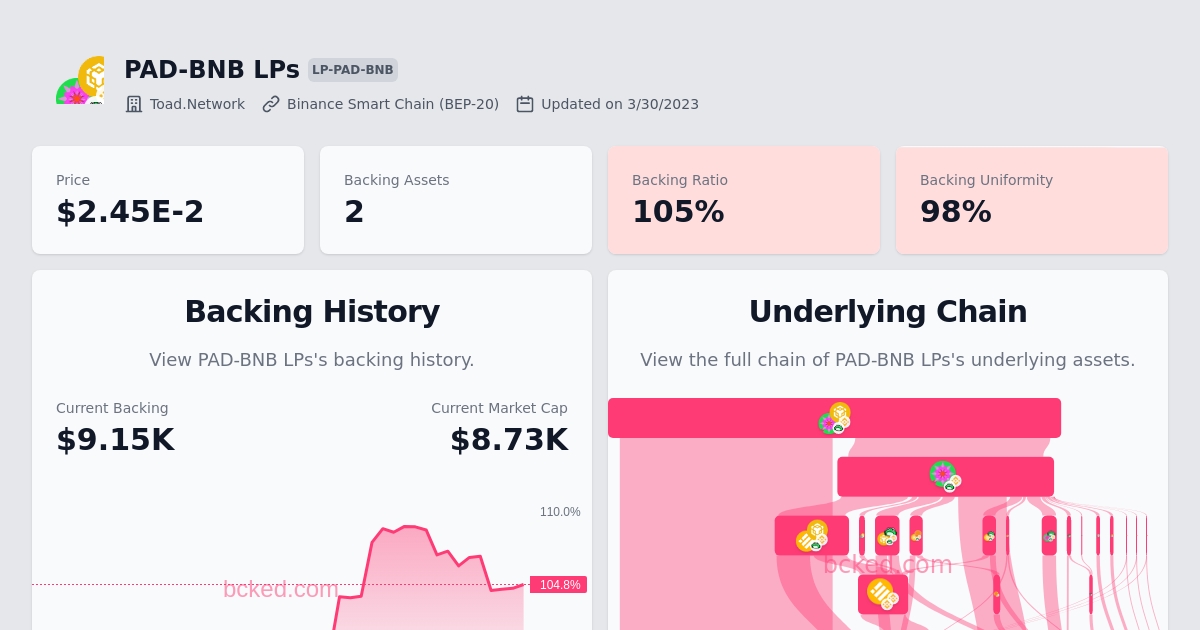 PAD-BNB LPs LP-PAD-BNB
Toad.Network Binance Smart Chain (BEP-20) Updated on 3/30/2023
Price
$2.45E-2
Backing Assets
2
Backing Ratio
105%
Backing Uniformity
98%
Backing History
View PAD-BNB LPs's backing history.
Current Backing
$9.15K
Current Market Cap
$8.73K
110.0%
104.8%
bcked.com
Underlying Chain
View the full chain of PAD-BNB LPs's underlying assets.
bcked.com